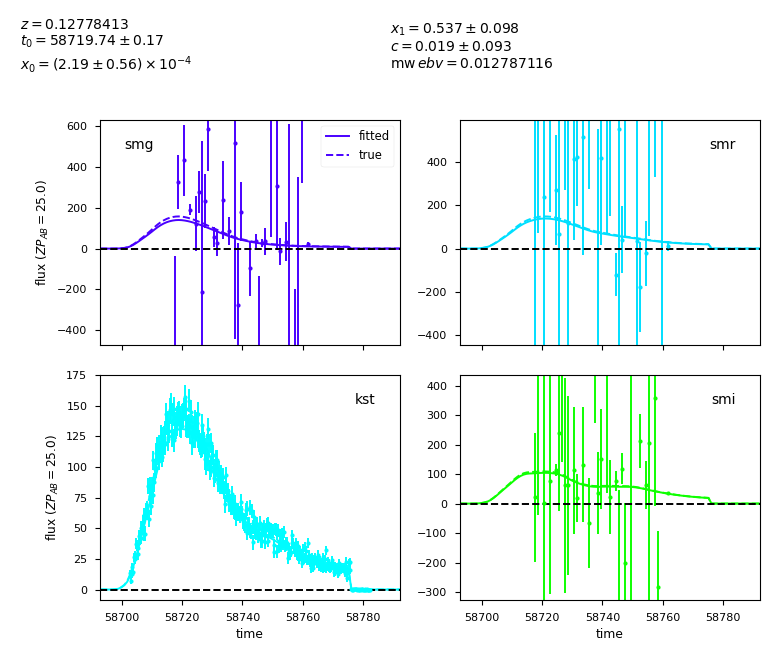 z = 0.12778413
t₀ = 58719.74 ± 0.17
x₀ = (2.19 ± 0.56) × 10⁻⁴
x₁ = 0.537 ± 0.098
c = 0.019 ± 0.093
mw ebv = 0.012787116
smg
fitted
true
600
400
200
0
−200
−400
flux (ZP_AB = 25.0)
smr
400
200
0
−200
−400
kst
175
150
125
100
75
50
25
0
flux (ZP_AB = 25.0)
58700 58720 58740 58760 58780
time
smi
400
300
200
100
0
−100
−200
−300
58700 58720 58740 58760 58780
time